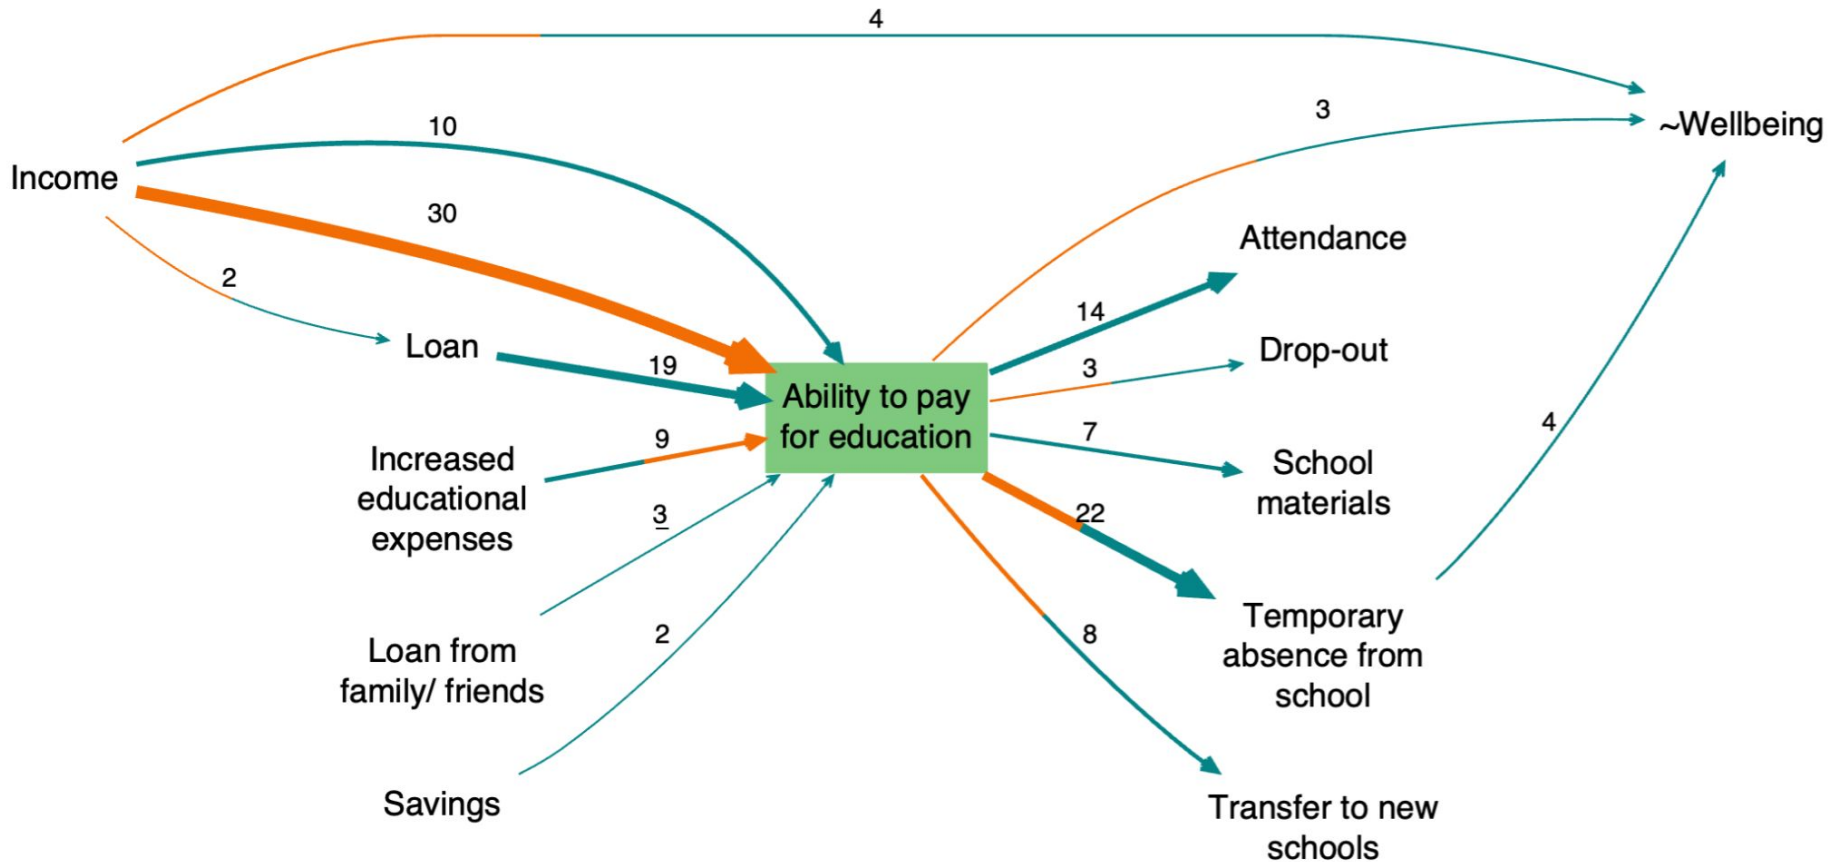 4
3
~Wellbeing
10
Income
30
Attendance
2
14
Drop-out
Loan
19
3
Ability to pay
for education
9
7
Increased
educational
expenses
School
materials
4
3
22
Loan from
family/ friends
2
8
Temporary
absence from
school
Savings
Transfer to new
schools